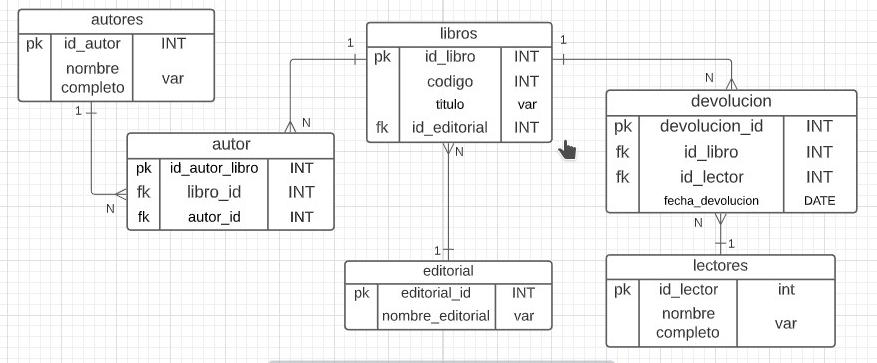 autores
pk id_autor INT
nombre completo var
1
N
autor
pk id_autor_libro INT
fk libro_id INT
fk autor_id INT
1
N
libros
pk id_libro INT
codigo INT
titulo var
fk id_editorial INT
N
1
editorial
pk editorial_id INT
nombre_editorial var
1
N
devolucion
pk devolucion_id INT
fk id_libro INT
fk id_lector INT
fecha_devolucion DATE
N
1
lectores
pk id_lector int
nombre completo var